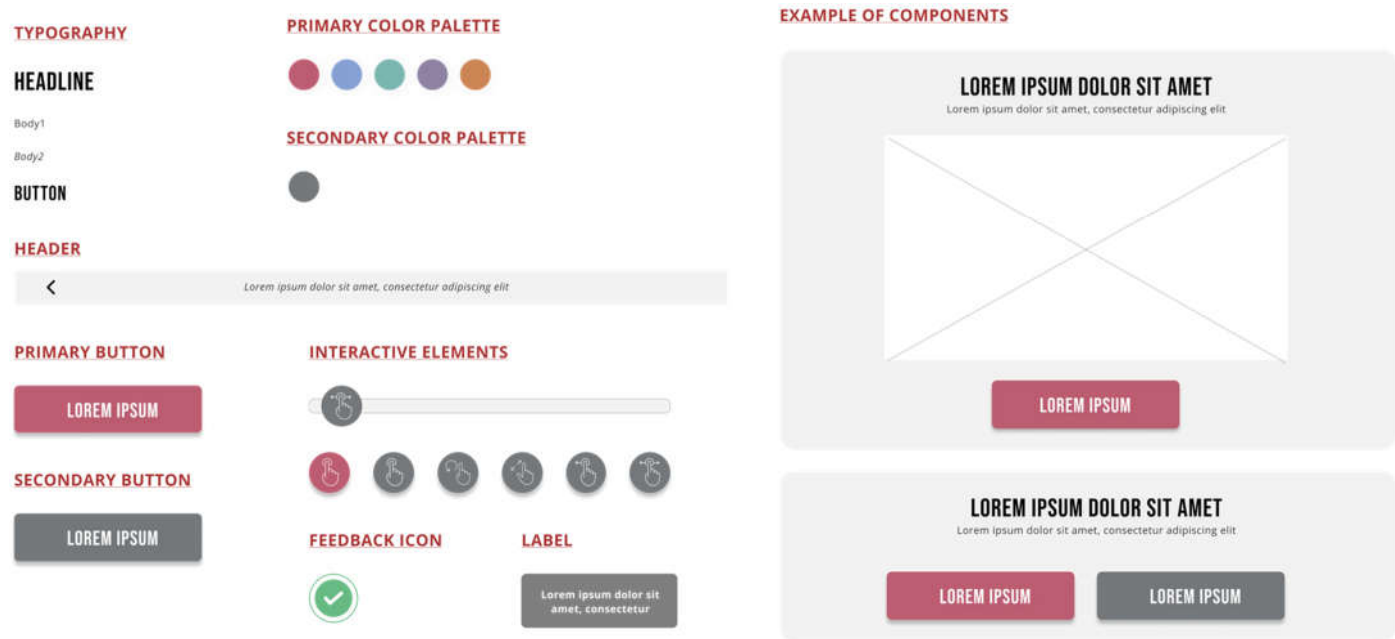 TYPOGRAPHY
HEADLINE
Body1
Body2
BUTTON
PRIMARY COLOR PALETTE
SECONDARY COLOR PALETTE
HEADER
Lorem ipsum dolor sit amet, consectetur adipiscing elit
PRIMARY BUTTON
LOREM IPSUM
SECONDARY BUTTON
LOREM IPSUM
INTERACTIVE ELEMENTS
FEEDBACK ICON
LABEL
Lorem ipsum dolor sit
amet, consectetur
EXAMPLE OF COMPONENTS
LOREM IPSUM DOLOR SIT AMET
Lorem ipsum dolor sit amet, consectetur adipiscing elit
LOREM IPSUM
LOREM IPSUM DOLOR SIT AMET
Lorem ipsum dolor sit amet, consectetur adipiscing elit
LOREM IPSUM
LOREM IPSUM